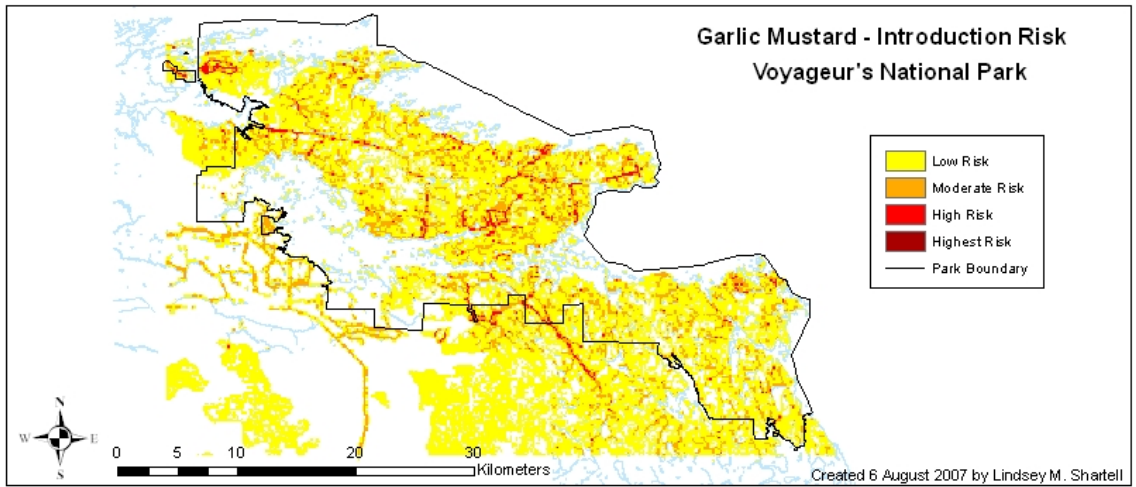 Garlic Mustard - Introduction Risk
Voyageur's National Park
Low Risk
Moderate Risk
High Risk
Highest Risk
Park Boundary
N
W E
S
0 5 10 20 30
Kilometers
Created 6 August 2007 by Lindsey M. Shartell